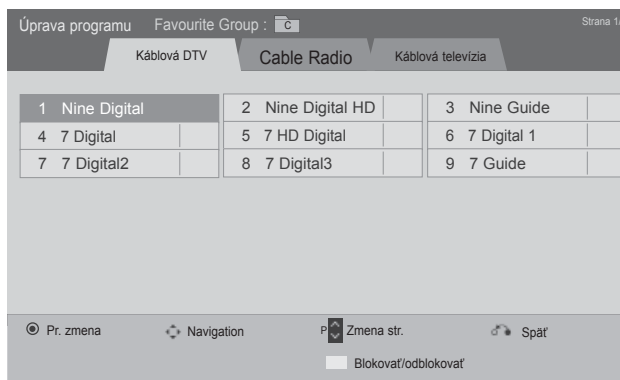 Úprava programu Favourite Group : C Strana 1/
Káblová DTV Cable Radio Káblová televízia
1 Nine Digital 2 Nine Digital HD 3 Nine Guide
4 7 Digital 5 7 HD Digital 6 7 Digital 1
7 7 Digital2 8 7 Digital3 9 7 Guide
Pr. zmena Navigation P Zmena str. Späť
Blokovať/odblokovať